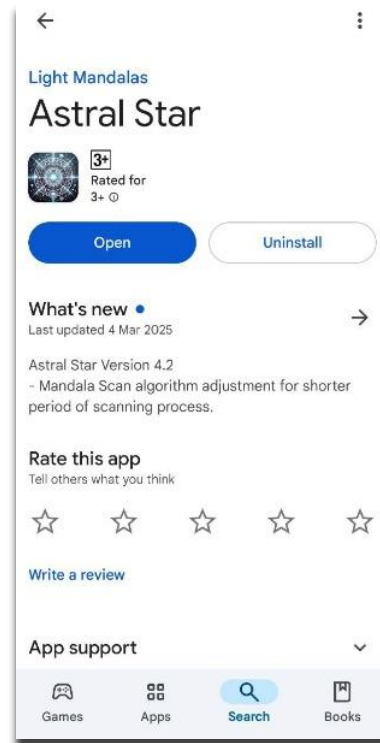 Light Mandalas
Astral Star
3+
Rated for
3+
Open
Uninstall
What's new
Last updated 4 Mar 2025
Astral Star Version 4.2
- Mandala Scan algorithm adjustment for shorter
period of scanning process.
Rate this app
Tell others what you think
Write a review
App support
Games
Apps
Search
Books